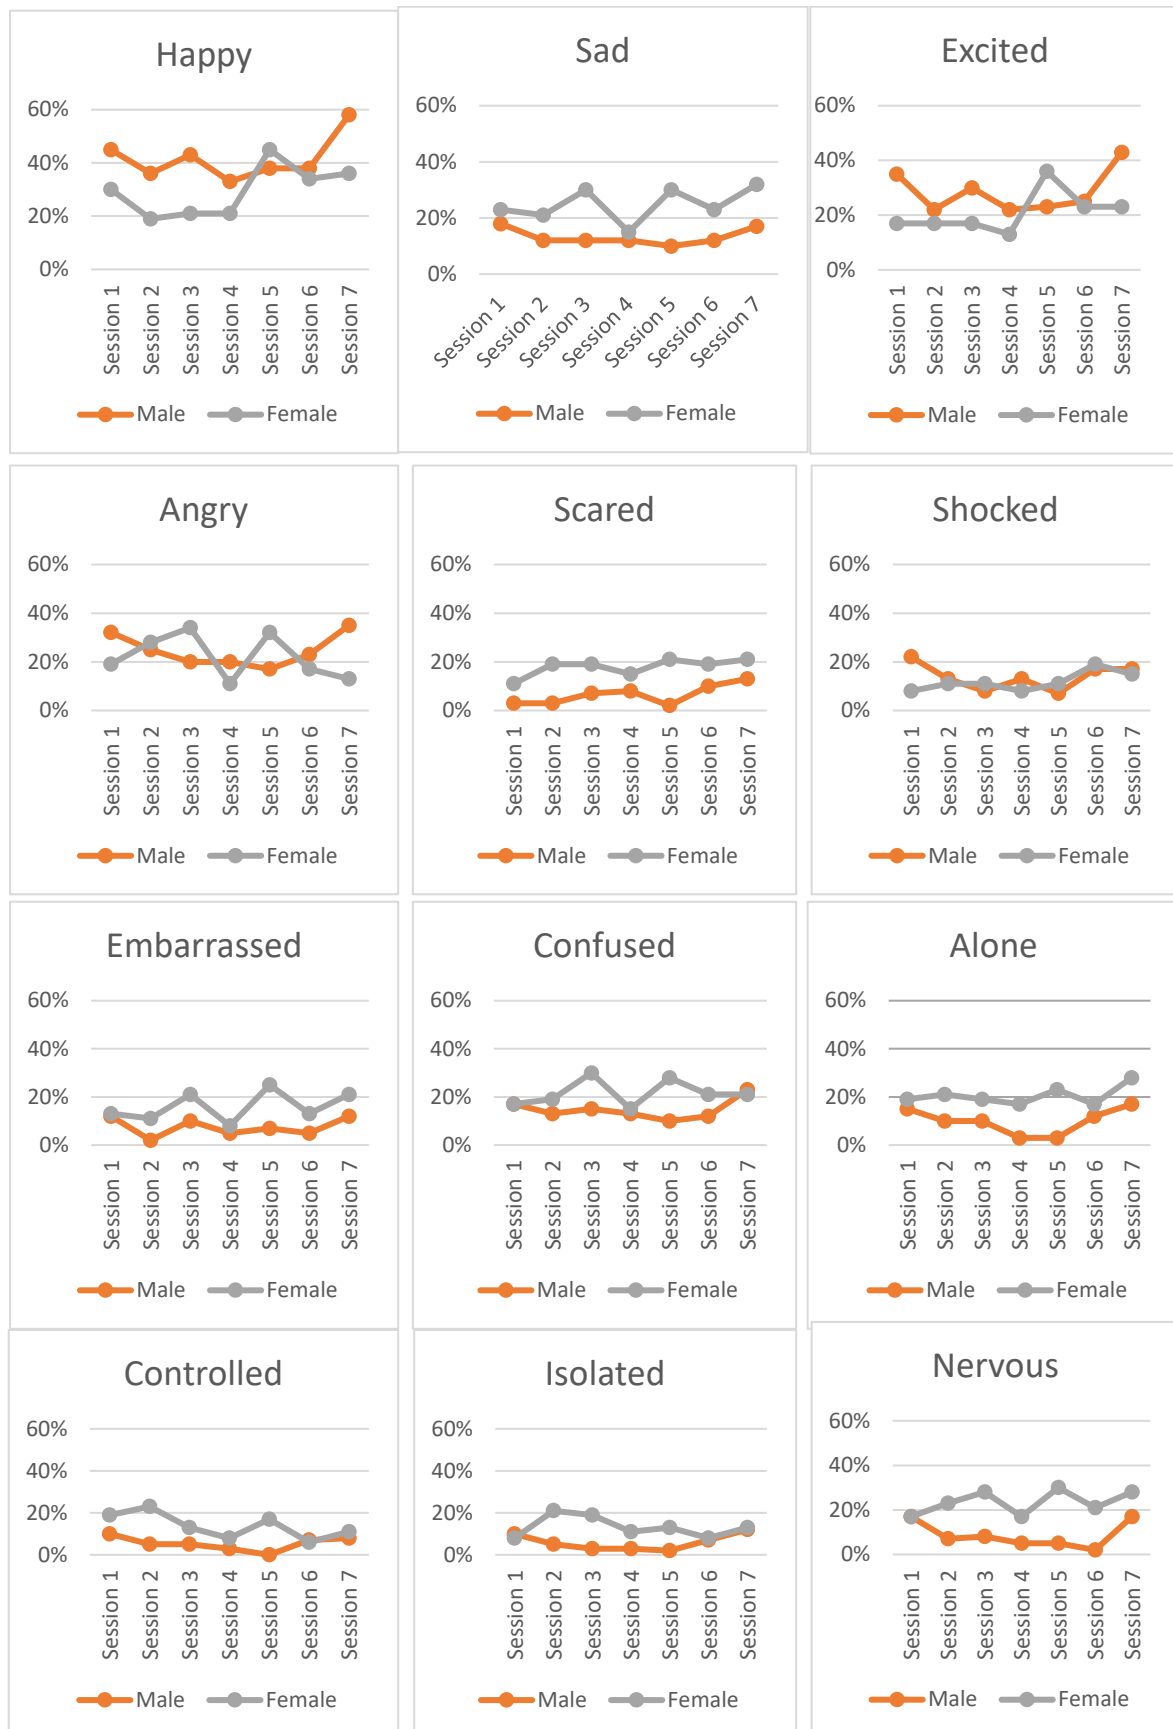 Happy
60%
40%
20%
0%
Session 1
Session 2
Session 3
Session 4
Session 5
Session 6
Session 7
Male
Female
Sad
60%
40%
20%
0%
Session 1
Session 2
Session 3
Session 4
Session 5
Session 6
Session 7
Male
Female
Excited
60%
40%
20%
0%
Session 1
Session 2
Session 3
Session 4
Session 5
Session 6
Session 7
Male
Female
Angry
60%
40%
20%
0%
Session 1
Session 2
Session 3
Session 4
Session 5
Session 6
Session 7
Male
Female
Scared
60%
40%
20%
0%
Session 1
Session 2
Session 3
Session 4
Session 5
Session 6
Session 7
Male
Female
Shocked
60%
40%
20%
0%
Session 1
Session 2
Session 3
Session 4
Session 5
Session 6
Session 7
Male
Female
Embarrassed
60%
40%
20%
0%
Session 1
Session 2
Session 3
Session 4
Session 5
Session 6
Session 7
Male
Female
Confused
60%
40%
20%
0%
Session 1
Session 2
Session 3
Session 4
Session 5
Session 6
Session 7
Male
Female
Alone
60%
40%
20%
0%
Session 1
Session 2
Session 3
Session 4
Session 5
Session 6
Session 7
Male
Female
Controlled
60%
40%
20%
0%
Session 1
Session 2
Session 3
Session 4
Session 5
Session 6
Session 7
Male
Female
Isolated
60%
40%
20%
0%
Session 1
Session 2
Session 3
Session 4
Session 5
Session 6
Session 7
Male
Female
Nervous
60%
40%
20%
0%
Session 1
Session 2
Session 3
Session 4
Session 5
Session 6
Session 7
Male
Female